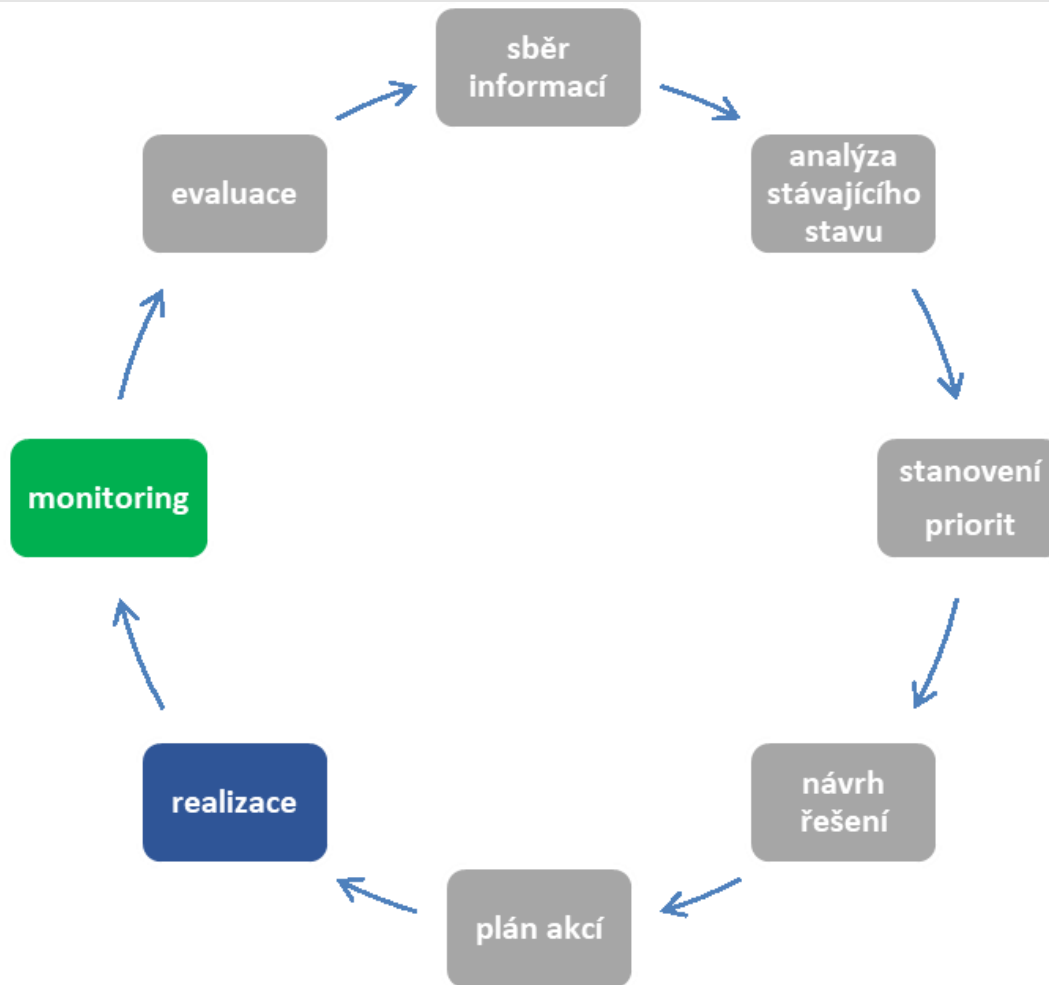 sběr
informací
analýza
stávajícího
stavu
stanovení
priorit
návrh
řešení
plán akcí
realizace
monitoring
evaluace